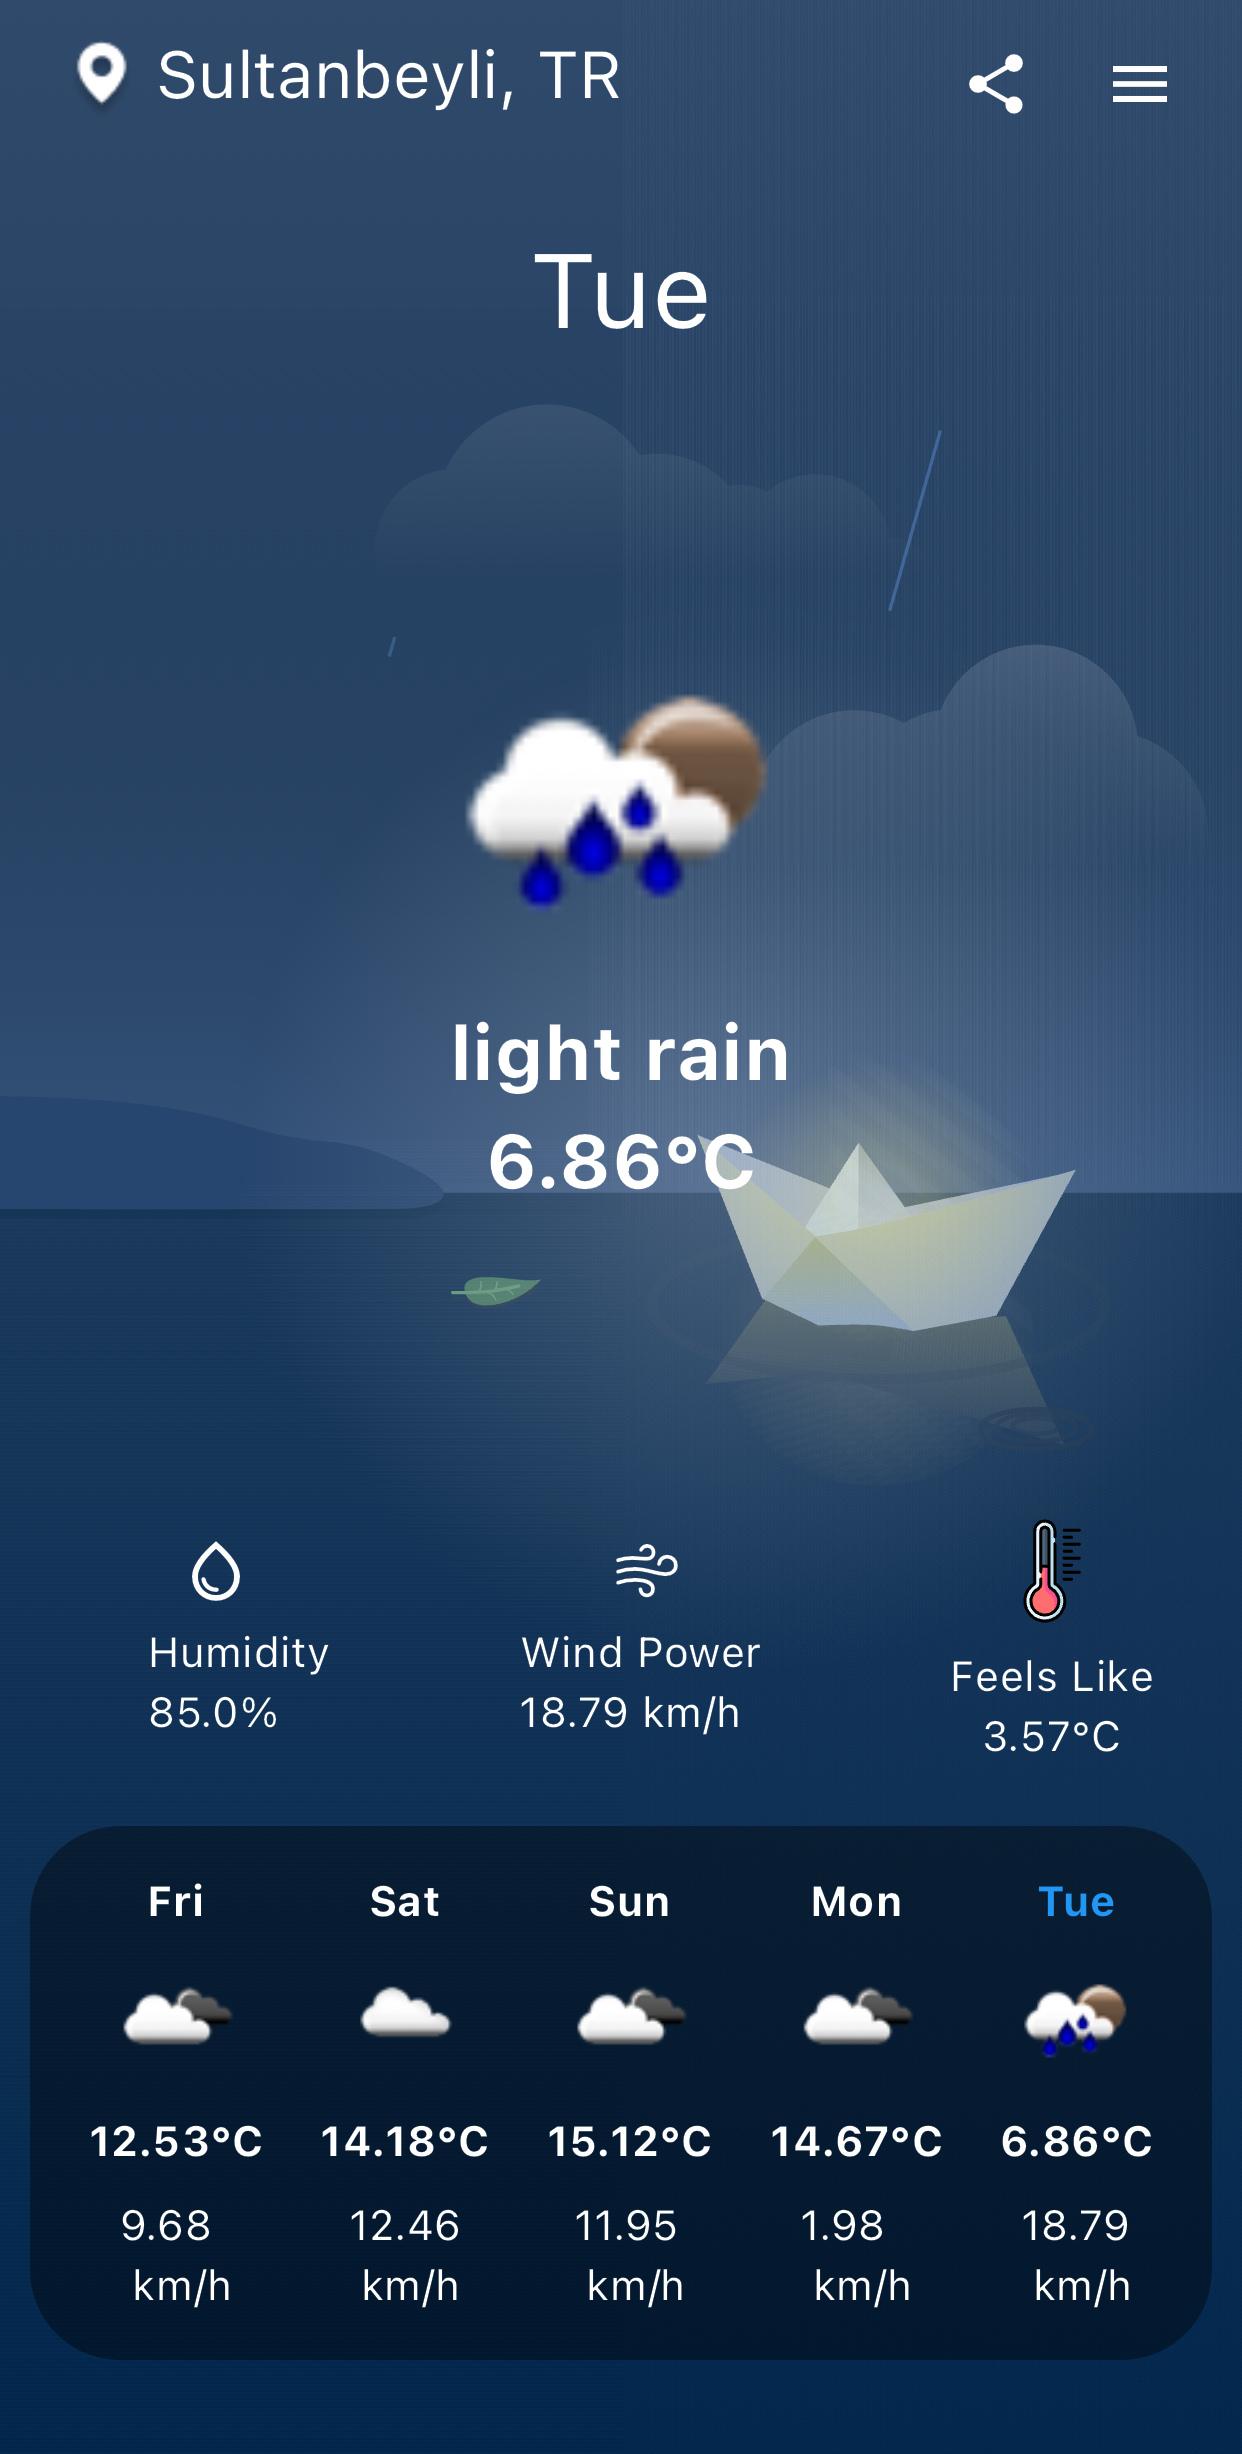 Sultanbeyli, TR
Tue
light rain
6.86°C
Humidity
85.0%
Wind Power
18.79 km/h
Feels Like
3.57°C
Fri Sat Sun Mon Tue
12.53°C 14.18°C 15.12°C 14.67°C 6.86°C
9.68 12.46 11.95 1.98 18.79
km/h km/h km/h km/h km/h